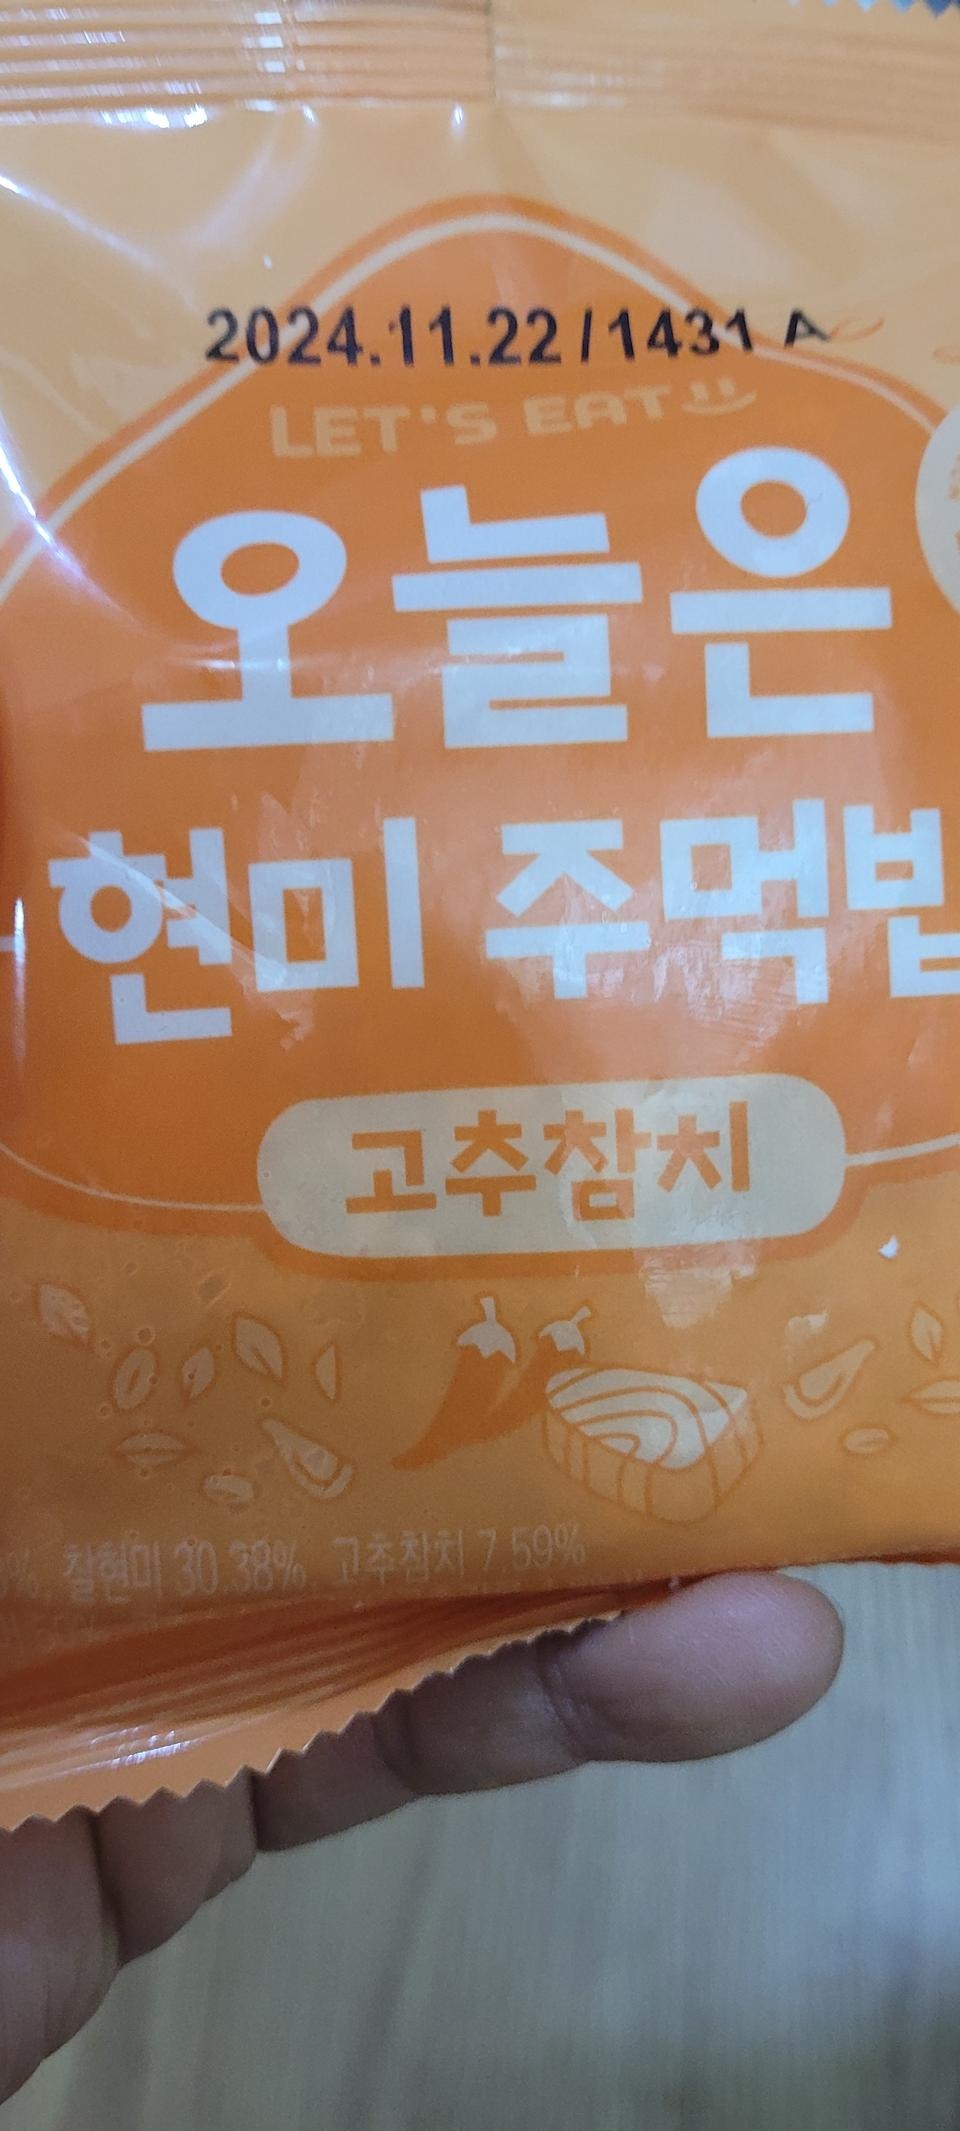 2024.11.22/1431 A
LET'S EAT
오늘은
현미 주먹밥
고추참치
찰현미 30.38%, 고추참치 7.59%